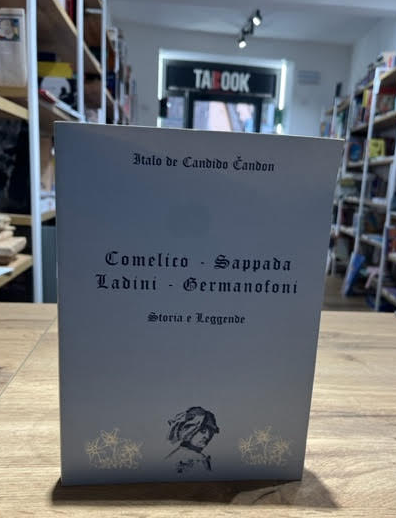 TABOOK
Italo de Candido Čandon
Comelico - Sappada
Ladini - Germanofoni
Storia e Leggende